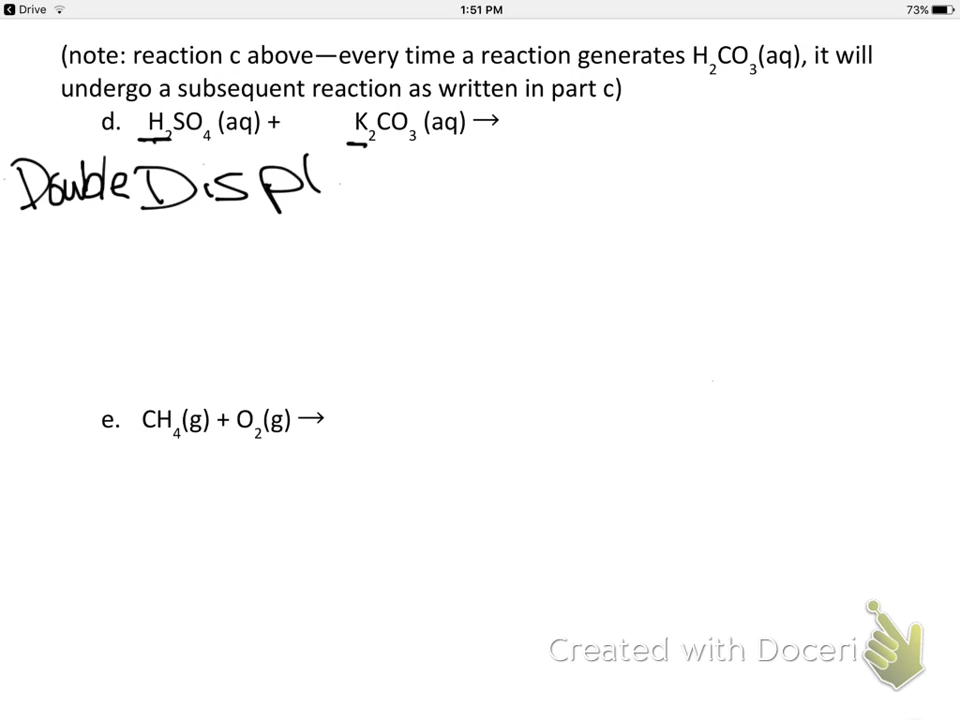 Drive 1:51 PM 73%
(note: reaction c above—every time a reaction generates H₂CO₃(aq), it will
undergo a subsequent reaction as written in part c)
d. H₂SO₄ (aq) + K₂CO₃ (aq) →
Double Displ
e. CH₄(g) + O₂(g) →
Created with Doceri